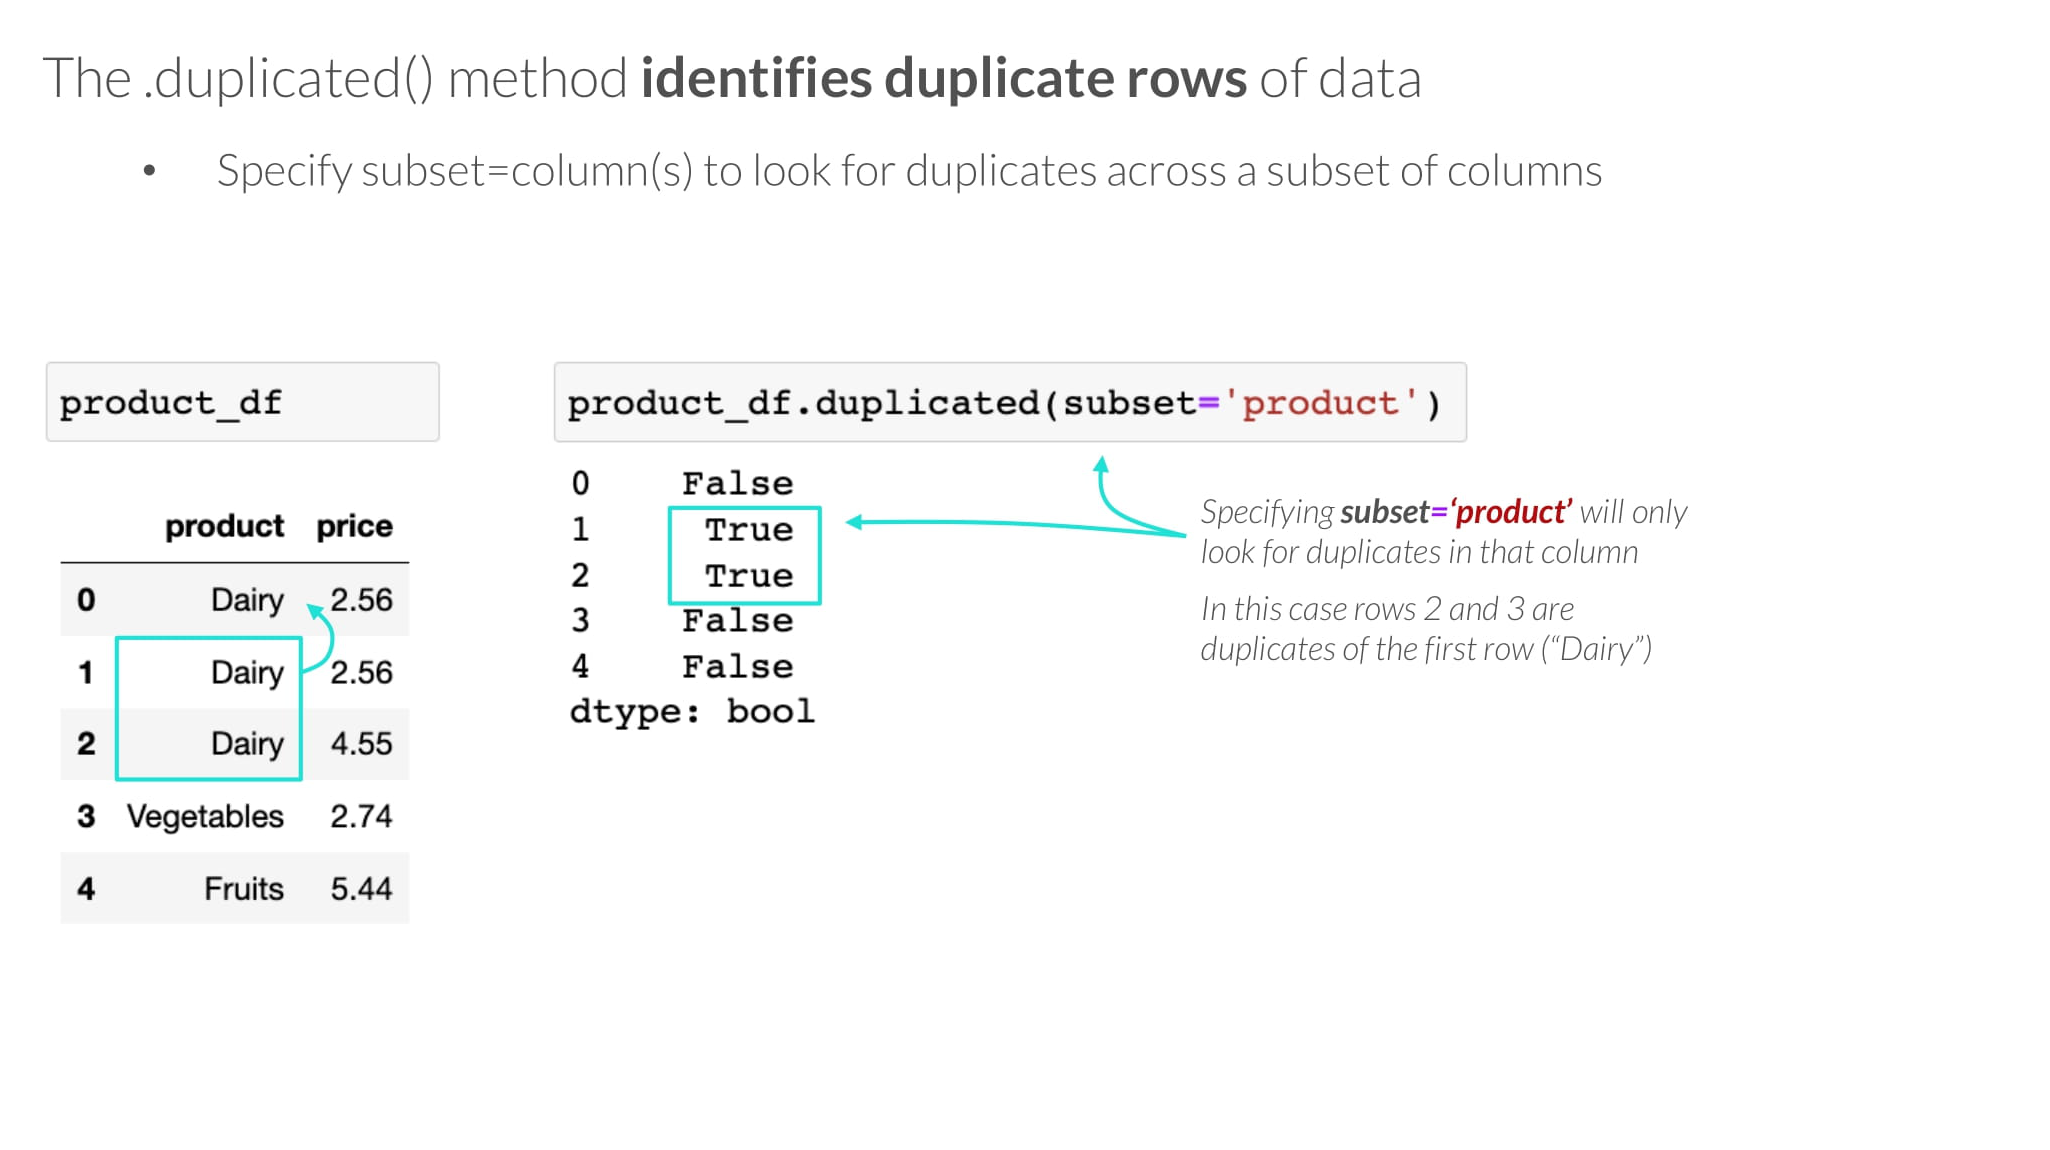 The .duplicated() method identifies duplicate rows of data
• Specify subset=column(s) to look for duplicates across a subset of columns
product_df
product price
0 Dairy 2.56
1 Dairy 2.56
2 Dairy 4.55
3 Vegetables 2.74
4 Fruits 5.44
product_df.duplicated(subset='product')
0 False
1 True
2 True
3 False
4 False
dtype: bool
Specifying subset=‘product’ will only
look for duplicates in that column
In this case rows 2 and 3 are
duplicates of the first row (“Dairy”)